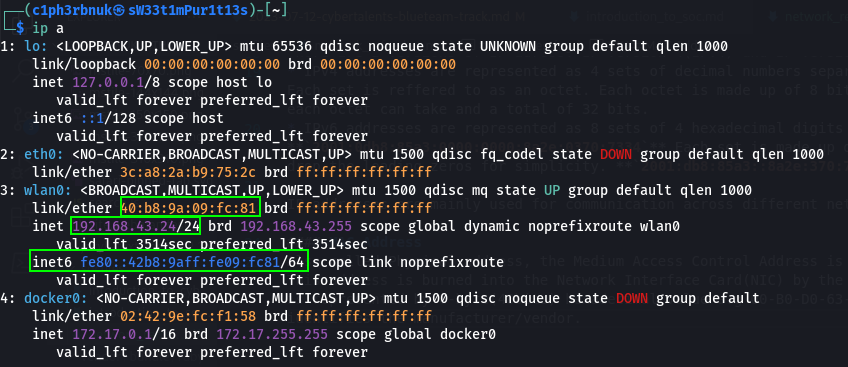 ┌──(c1ph3rbnuk㉿sW33t1mPur1t13s)-[~]
└─$ ip a
1: lo: <LOOPBACK,UP,LOWER_UP> mtu 65536 qdisc noqueue state UNKNOWN group default qlen 1000
link/loopback 00:00:00:00:00:00 brd 00:00:00:00:00:00
inet 127.0.0.1/8 scope host lo
valid_lft forever preferred_lft forever
inet6 ::1/128 scope host
valid_lft forever preferred_lft forever
2: eth0: <NO-CARRIER,BROADCAST,MULTICAST,UP> mtu 1500 qdisc fq_codel state DOWN group default qlen 1000
link/ether 3c:a8:2a:b9:75:2c brd ff:ff:ff:ff:ff:ff
3: wlan0: <BROADCAST,MULTICAST,UP,LOWER_UP> mtu 1500 qdisc mq state UP group default qlen 1000
link/ether 40:b8:9a:09:fc:81 brd ff:ff:ff:ff:ff:ff
inet 192.168.43.24/24 brd 192.168.43.255 scope global dynamic noprefixroute wlan0
valid_lft 3514sec preferred_lft 3514sec
inet6 fe80::42b8:9aff:fe09:fc81/64 scope link noprefixroute
valid_lft forever preferred_lft forever
4: docker0: <NO-CARRIER,BROADCAST,MULTICAST,UP> mtu 1500 qdisc noqueue state DOWN group default
link/ether 02:42:9e:fc:f1:58 brd ff:ff:ff:ff:ff:ff
inet 172.17.0.1/16 brd 172.17.255.255 scope global docker0
valid_lft forever preferred_lft forever